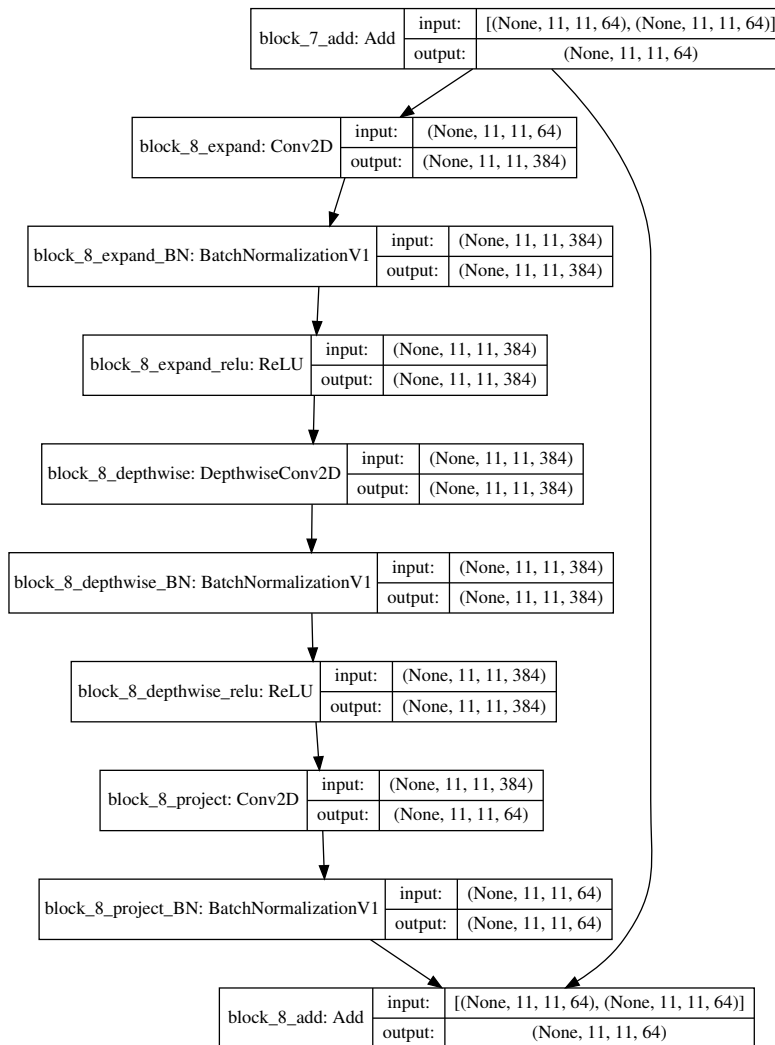 block_7_add: Add
input:
[(None, 11, 11, 64), (None, 11, 11, 64)]
output:
(None, 11, 11, 64)
block_8_expand: Conv2D
input:
(None, 11, 11, 64)
output:
(None, 11, 11, 384)
block_8_expand_BN: BatchNormalizationV1
input:
(None, 11, 11, 384)
output:
(None, 11, 11, 384)
block_8_expand_relu: ReLU
input:
(None, 11, 11, 384)
output:
(None, 11, 11, 384)
block_8_depthwise: DepthwiseConv2D
input:
(None, 11, 11, 384)
output:
(None, 11, 11, 384)
block_8_depthwise_BN: BatchNormalizationV1
input:
(None, 11, 11, 384)
output:
(None, 11, 11, 384)
block_8_depthwise_relu: ReLU
input:
(None, 11, 11, 384)
output:
(None, 11, 11, 384)
block_8_project: Conv2D
input:
(None, 11, 11, 384)
output:
(None, 11, 11, 64)
block_8_project_BN: BatchNormalizationV1
input:
(None, 11, 11, 64)
output:
(None, 11, 11, 64)
block_8_add: Add
input:
[(None, 11, 11, 64), (None, 11, 11, 64)]
output:
(None, 11, 11, 64)